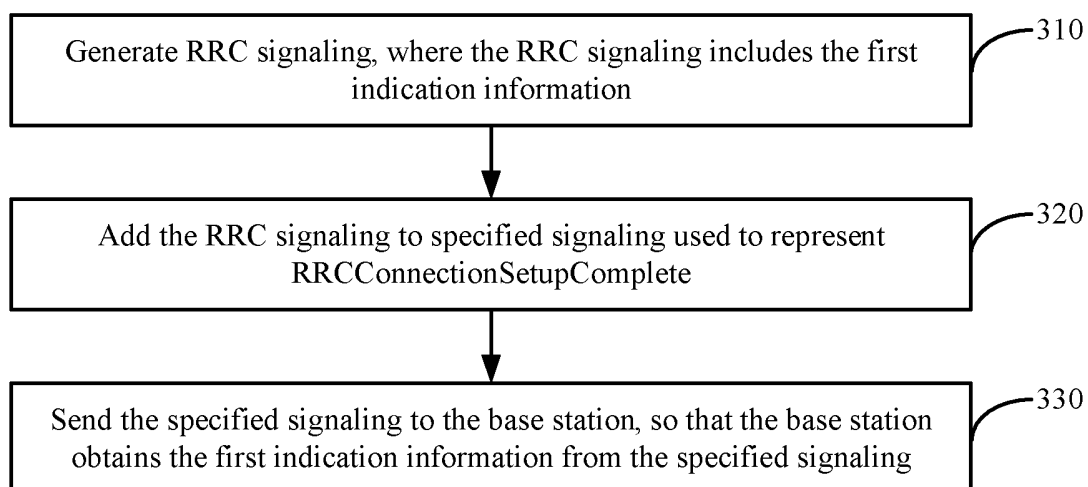 Generate RRC signaling, where the RRC signaling includes the first
indication information
310
Add the RRC signaling to specified signaling used to represent
RRCConnectionSetupComplete
320
Send the specified signaling to the base station, so that the base station
obtains the first indication information from the specified signaling
330